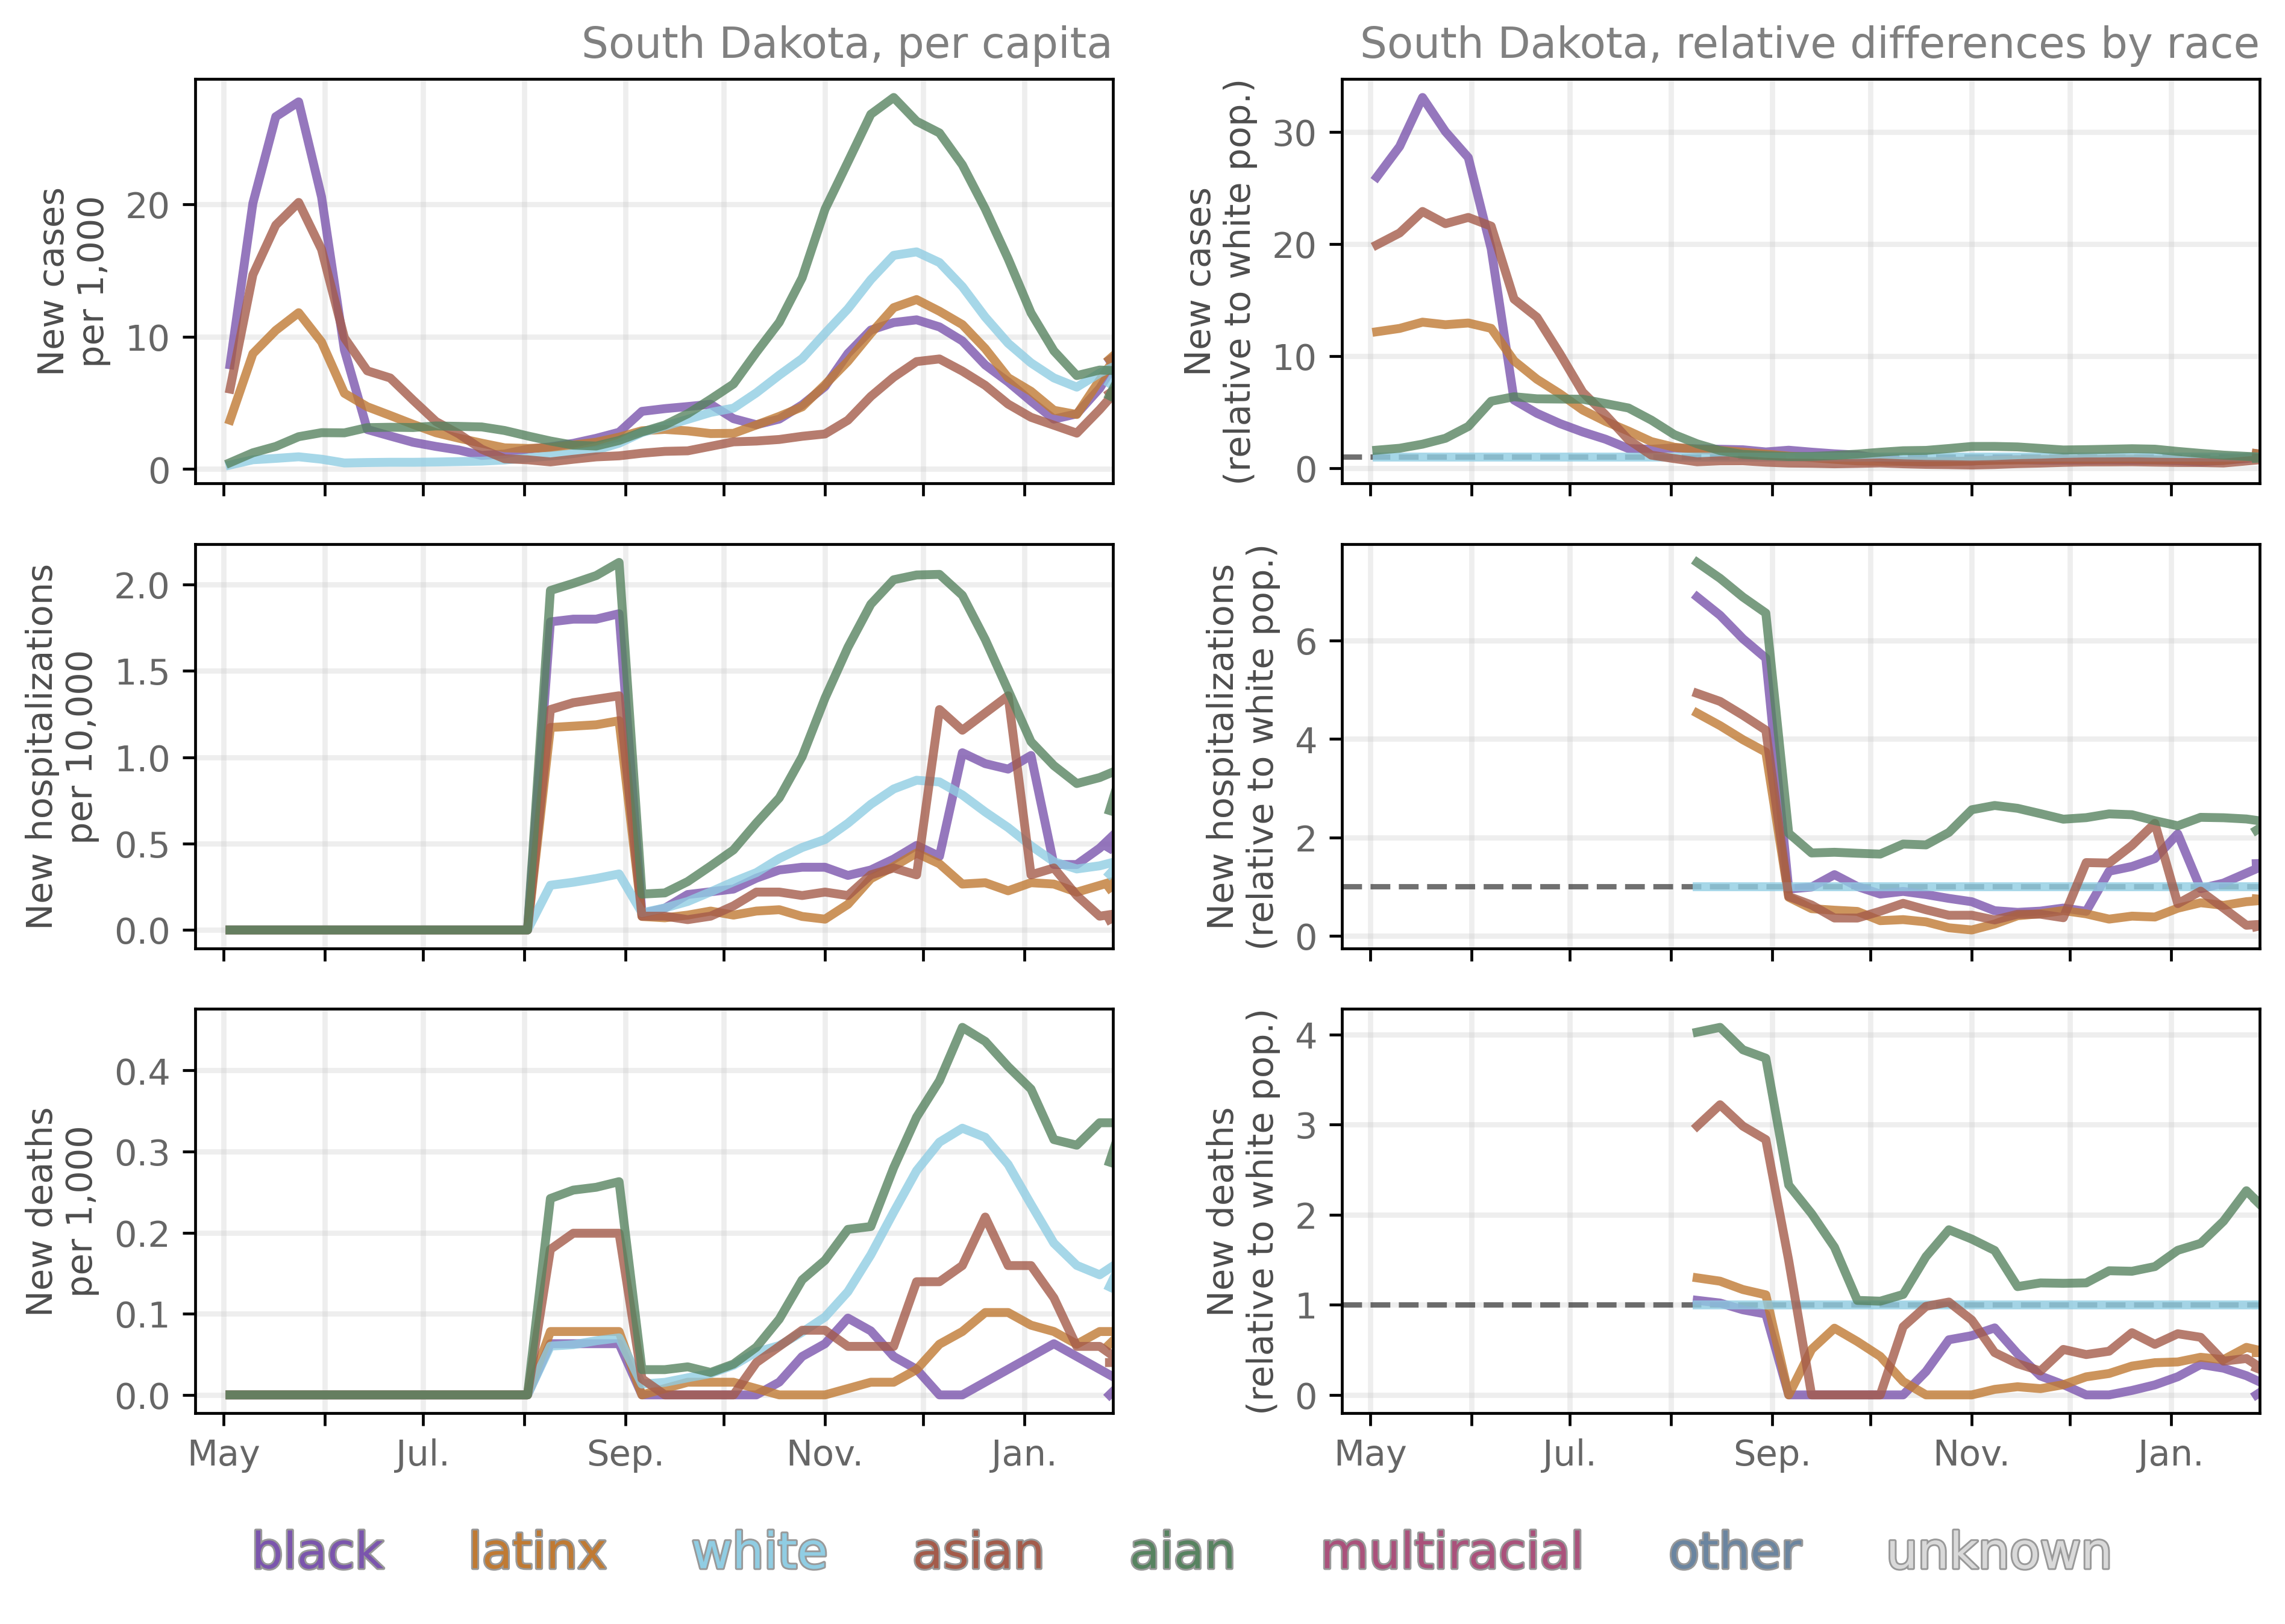 South Dakota, per capita
South Dakota, relative differences by race
New cases
per 1,000
20
10
0
New cases
(relative to white pop.)
30
20
10
0
New hospitalizations
per 10,000
2.0
1.5
1.0
0.5
0.0
New hospitalizations
(relative to white pop.)
6
4
2
0
New deaths
per 1,000
0.4
0.3
0.2
0.1
0.0
New deaths
(relative to white pop.)
4
3
2
1
0
May Jul. Sep. Nov. Jan.
May Jul. Sep. Nov. Jan.
black latinx white asian aian multiracial other unknown